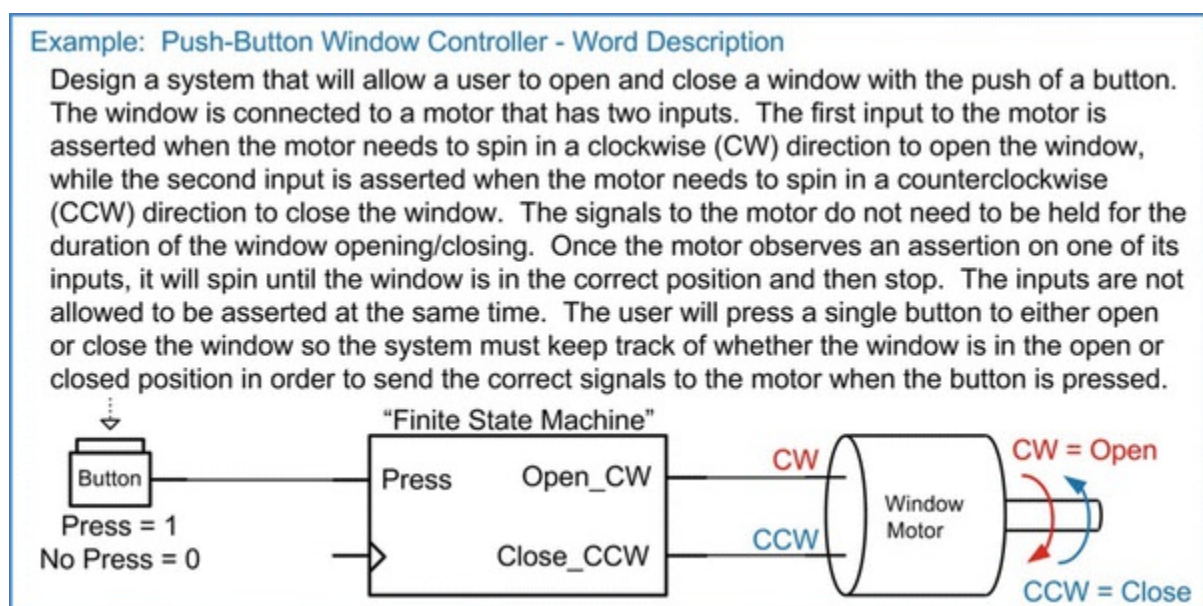 Example: Push-Button Window Controller - Word Description
Design a system that will allow a user to open and close a window with the push of a button.
The window is connected to a motor that has two inputs. The first input to the motor is
asserted when the motor needs to spin in a clockwise (CW) direction to open the window,
while the second input is asserted when the motor needs to spin in a counterclockwise
(CCW) direction to close the window. The signals to the motor do not need to be held for the
duration of the window opening/closing. Once the motor observes an assertion on one of its
inputs, it will spin until the window is in the correct position and then stop. The inputs are not
allowed to be asserted at the same time. The user will press a single button to either open
or close the window so the system must keep track of whether the window is in the open or
closed position in order to send the correct signals to the motor when the button is pressed.
“Finite State Machine”
Button
Press = 1
No Press = 0
Press
Open_CW
Close_CCW
CW
CCW
Window
Motor
CW = Open
CCW = Close